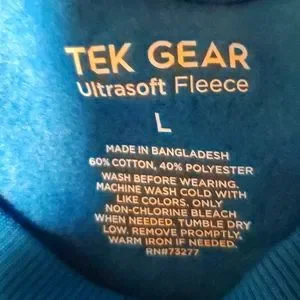 TEK GEAR
Ultrasoft Fleece
L
MADE IN BANGLADESH
60% COTTON, 40% POLYESTER
WASH BEFORE WEARING.
MACHINE WASH COLD WITH
LIKE COLORS. ONLY
NON-CHLORINE BLEACH
WHEN NEEDED. TUMBLE DRY
LOW. REMOVE PROMPTLY.
WARM IRON IF NEEDED.
RN#73277